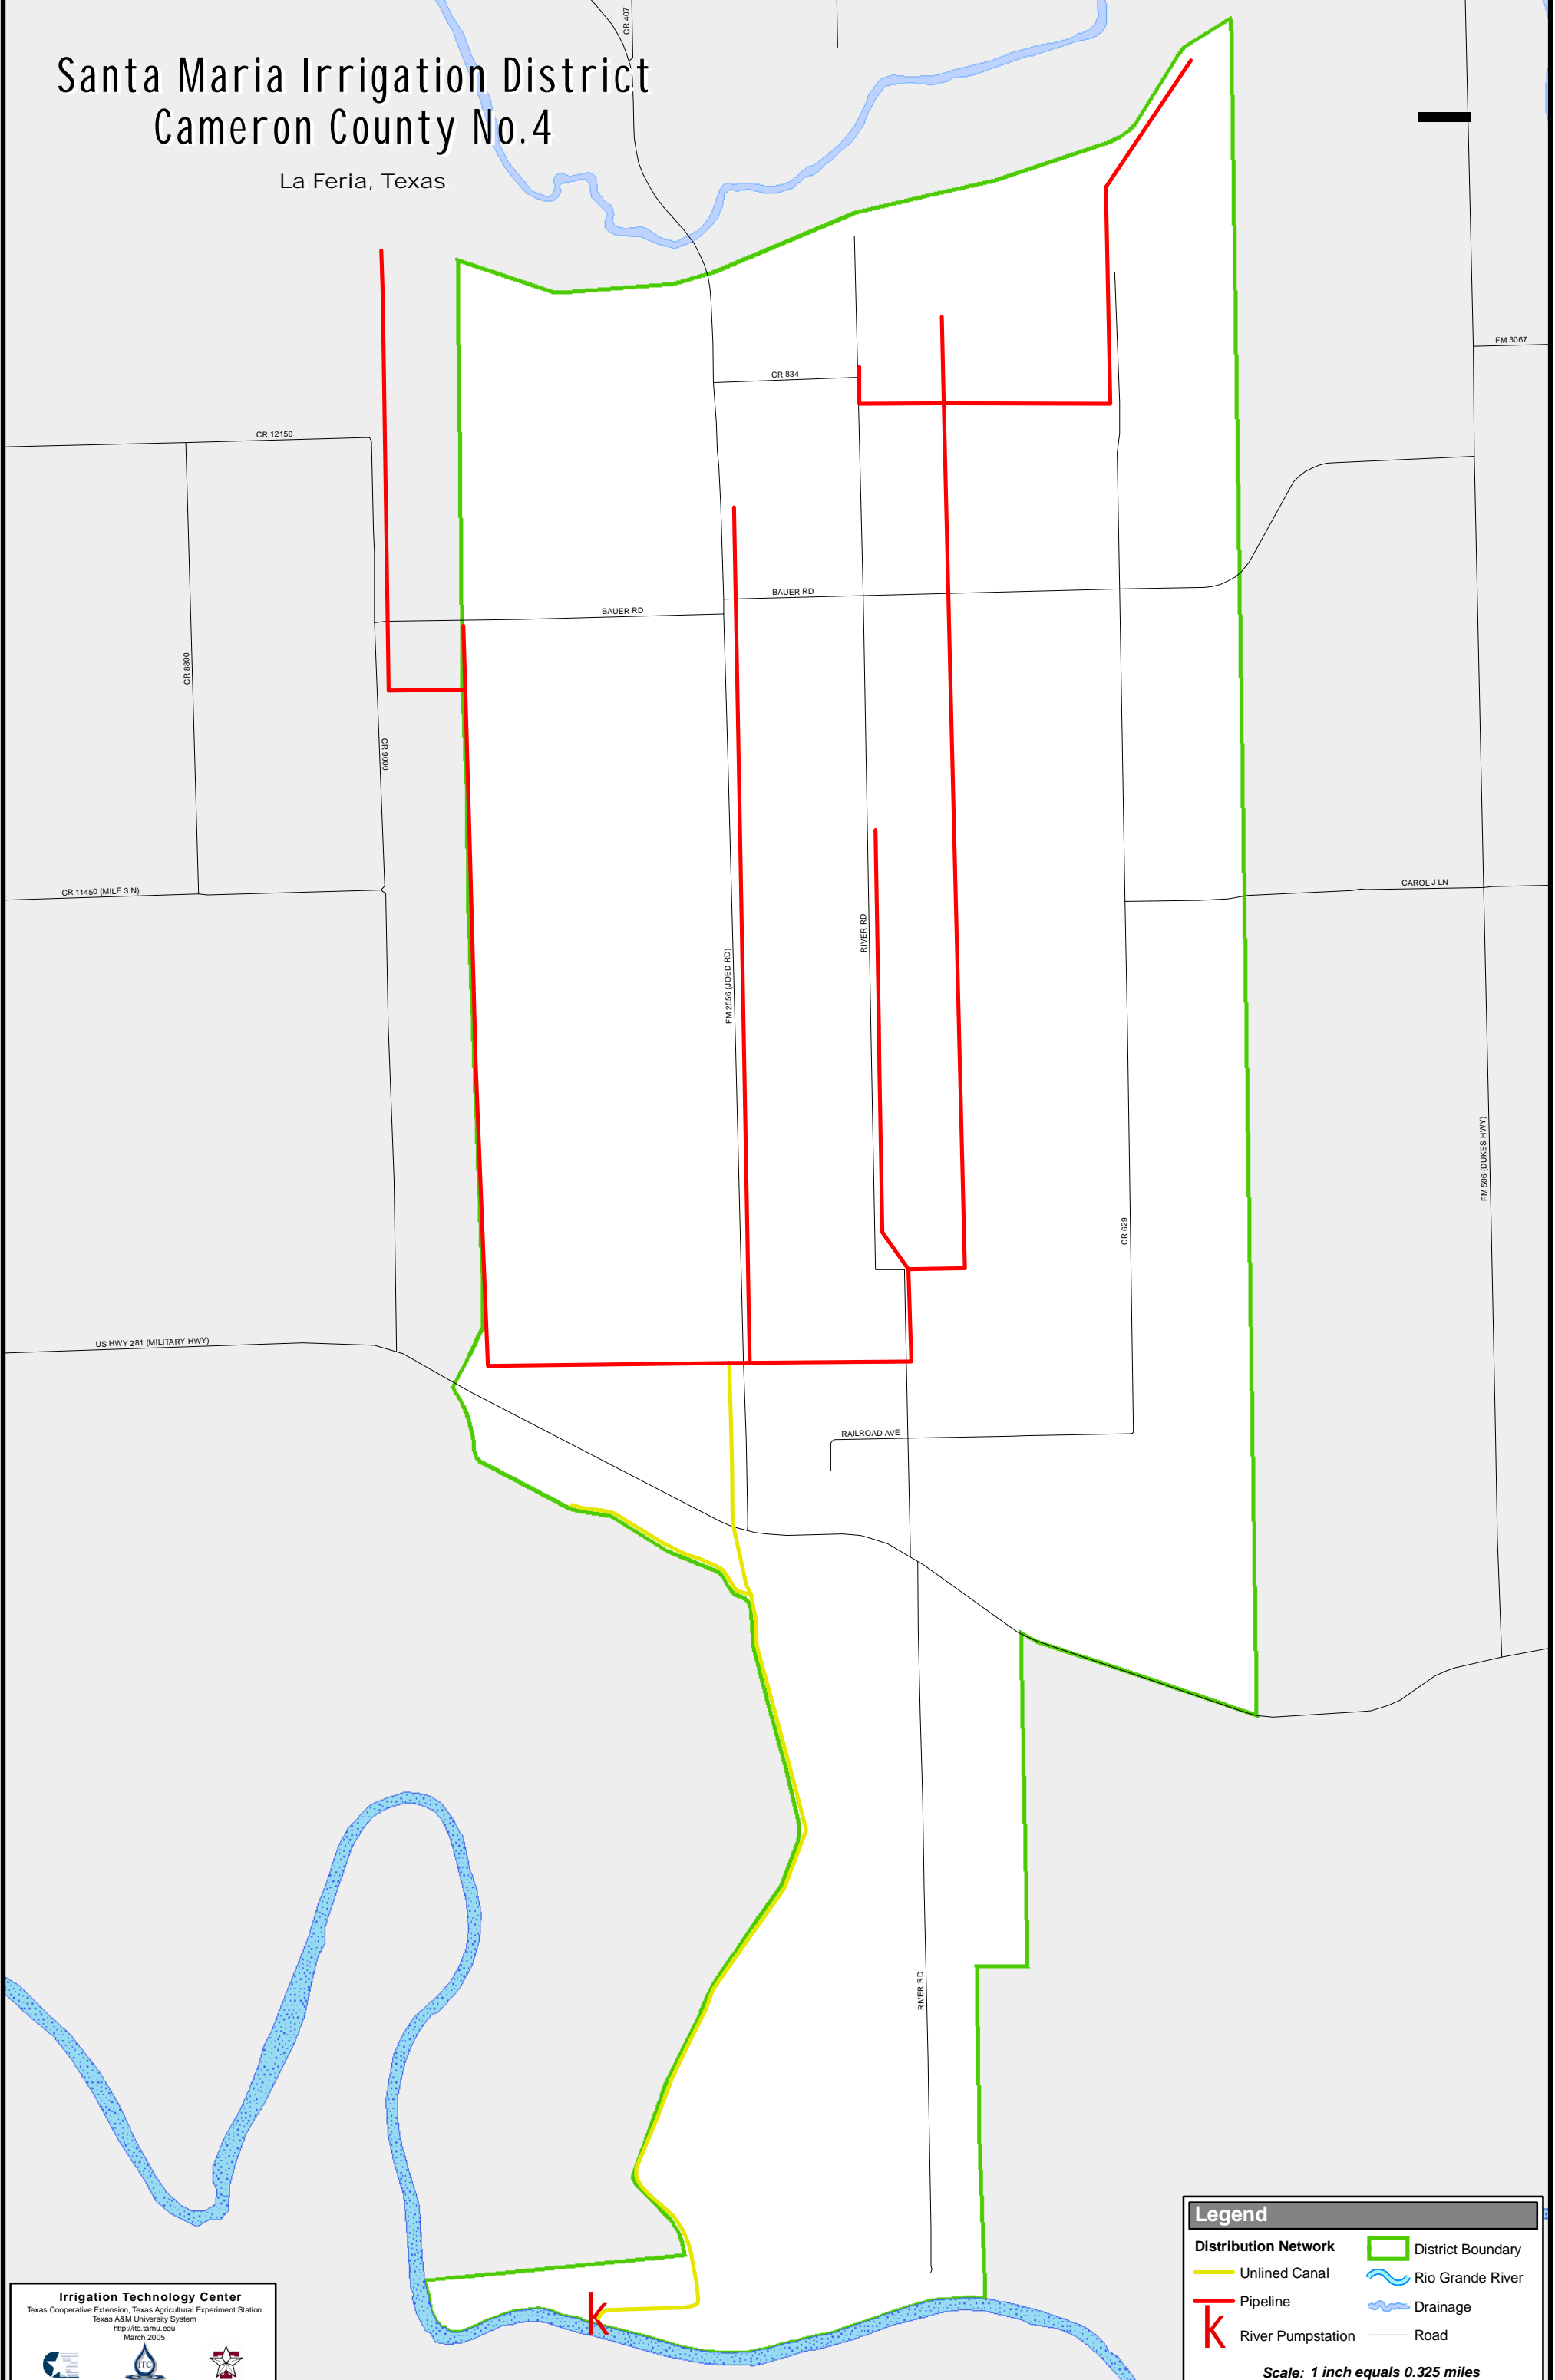 CR 407
Santa Maria Irrigation District
Cameron County No.4
La Feria, Texas
FM 3067
CR 834
CR 12150
BAUER RD
BAUER RD
CR 8800
CR 9000
CR 11450 (MILE 3 N)
CAROL J LN
RIVER RD
FM 2556 (JOED RD)
FM 506 (DUKES HWY)
CR 629
US HWY 281 (MILITARY HWY)
RAILROAD AVE
RIVER RD
k
Irrigation Technology Center
Texas Cooperative Extension, Texas Agricultural Experiment Station
Texas A&M University System
http://itc.tamu.edu
March 2005
ITC
Legend
Distribution Network
Unlined Canal
Pipeline
k River Pumpstation
District Boundary
Rio Grande River
Drainage
Road
Scale: 1 inch equals 0.325 miles